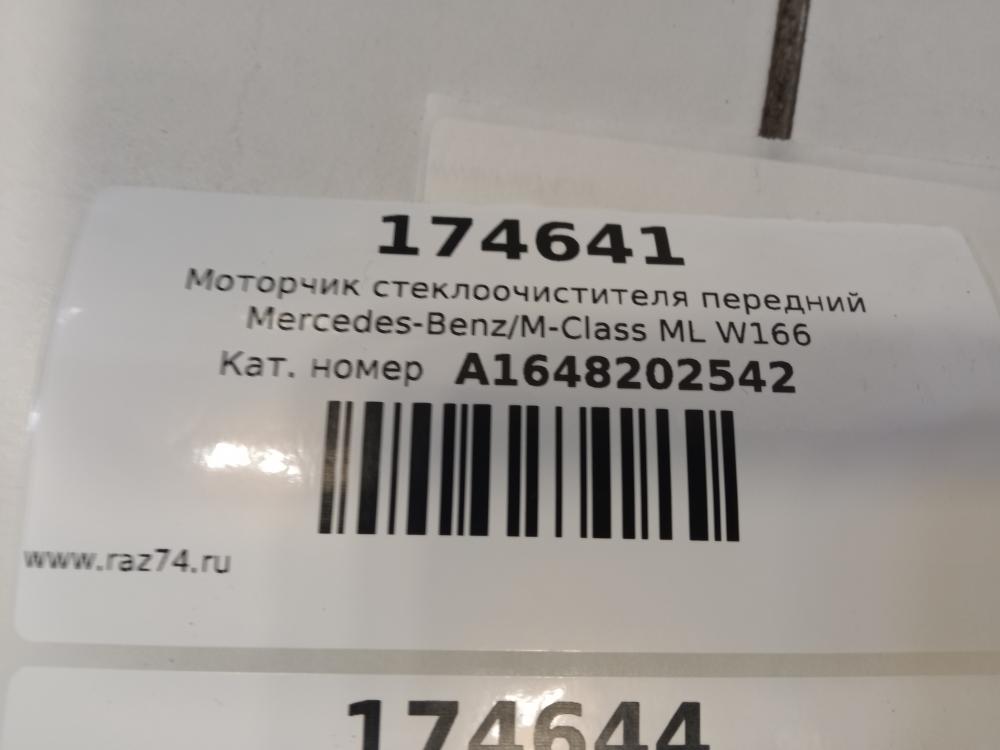 174641
Моторчик стеклоочистителя передний
Mercedes-Benz/M-Class ML W166
Кат. номер A1648202542
www.raz74.ru
174644